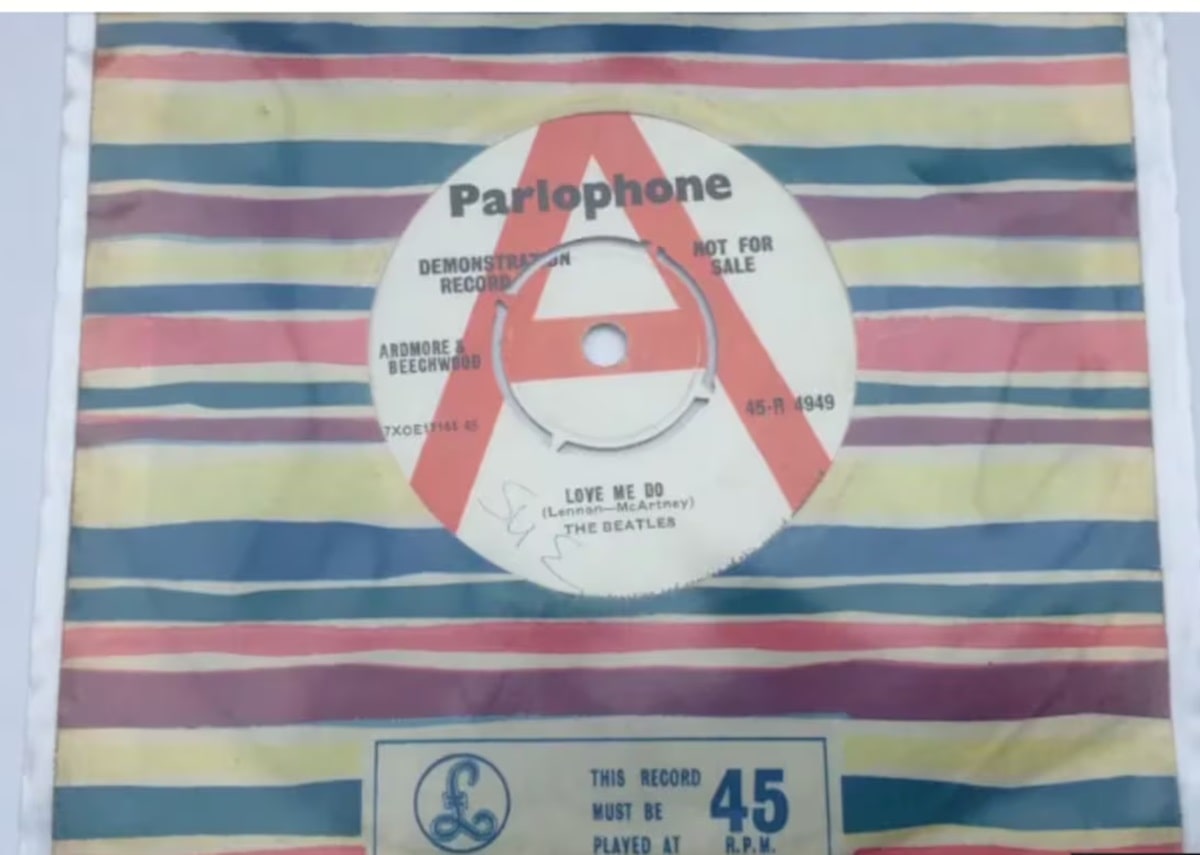 Parlophone
DEMONSTRATION
RECORD
NOT FOR
SALE
ARDMORE &
BEECHWOOD
45-R 4949
LOVE ME DO
(Lennon—McArtney)
THE BEATLES
THIS RECORD
MUST BE
PLAYED AT
45
R.P.M.